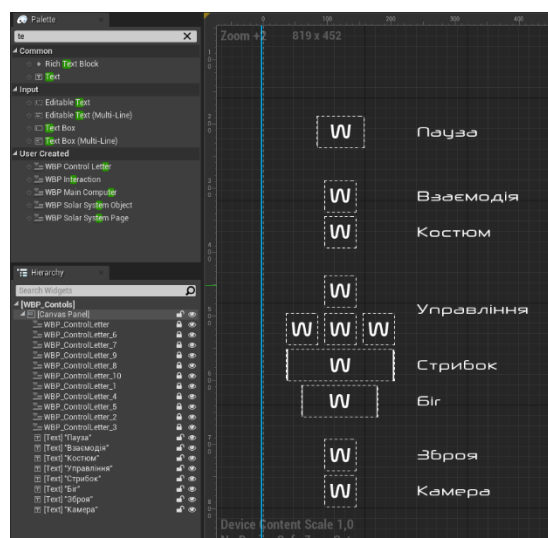 Palette
te
Common
Rich Text Block
Text
Input
Editable Text
Editable Text (Multi-Line)
Text Box
Text Box (Multi-Line)
User Created
WBP Control Letter
WBP Interaction
WBP Main Computer
WBP Solar System Object
WBP Solar System Page
Hierarchy
Search Widgets
[WBP_Contols]
[Canvas Panel]
WBP_ControlLetter
WBP_ControlLetter_6
WBP_ControlLetter_7
WBP_ControlLetter_9
WBP_ControlLetter_8
WBP_ControlLetter_10
WBP_ControlLetter_1
WBP_ControlLetter_4
WBP_ControlLetter_5
WBP_ControlLetter_2
WBP_ControlLetter_3
[Text] "Пауза"
[Text] "Взаємодія"
[Text] "Костюм"
[Text] "Управління"
[Text] "Стрибок"
[Text] "Біг"
[Text] "Зброя"
[Text] "Камера"
0 100 200 300 400
Zoom +2 819 x 452
W Пауза
W Взаємодія
W Костюм
W
Управління
W W W
W Стрибок
W Біг
W Зброя
W Камера
Device Content Scale 1,0